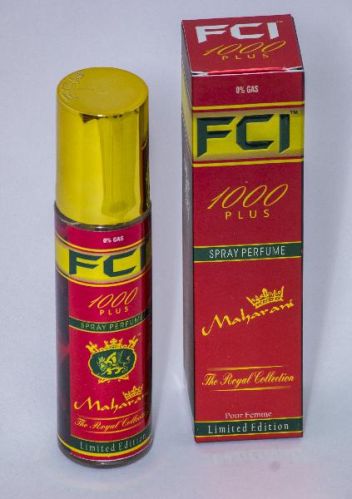 FCI
1000
PLUS
0% GAS
FCI™
1000
PLUS
SPRAY PERFUME
Maharani
The Royal Collection
Pour Femme
Limited Edition
0% GAS
FCI
1000
PLUS
SPRAY PERFUME
Maharani
The Royal Collection
Limited Edition